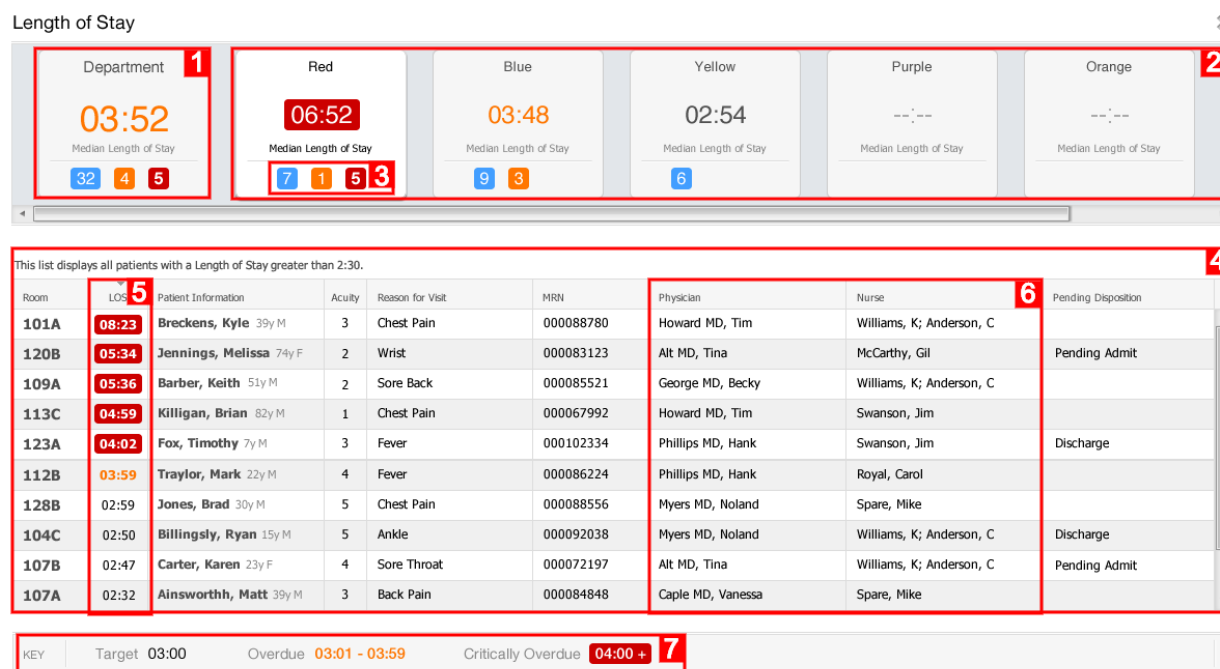 Length of Stay
1
2
Department
Red
Blue
Yellow
Purple
Orange
03:52
06:52
03:48
02:54
--:--
--:--
Median Length of Stay
Median Length of Stay
Median Length of Stay
Median Length of Stay
Median Length of Stay
Median Length of Stay
32 4 5
7 1 5
3
9 3
6
4
This list displays all patients with a Length of Stay greater than 2:30.
5
6
Room LOS Patient Information Acuity Reason for Visit MRN Physician Nurse Pending Disposition
101A 08:23 Breckens, Kyle 39y M 3 Chest Pain 000088780 Howard MD, Tim Williams, K; Anderson, C
120B 05:34 Jennings, Melissa 74y F 2 Wrist 000083123 Alt MD, Tina McCarthy, Gil Pending Admit
109A 05:36 Barber, Keith 51y M 2 Sore Back 000085521 George MD, Becky Williams, K; Anderson, C
113C 04:59 Killigan, Brian 82y M 1 Chest Pain 000067992 Howard MD, Tim Swanson, Jim
123A 04:02 Fox, Timothy 7y M 3 Fever 000102334 Phillips MD, Hank Swanson, Jim Discharge
112B 03:59 Traylor, Mark 22y M 4 Fever 000086224 Phillips MD, Hank Royal, Carol
128B 02:59 Jones, Brad 30y M 5 Chest Pain 000088556 Myers MD, Noland Spare, Mike
104C 02:50 Billingsly, Ryan 15y M 5 Ankle 000092038 Myers MD, Noland Williams, K; Anderson, C Discharge
107B 02:47 Carter, Karen 23y F 4 Sore Throat 000072197 Alt MD, Tina Williams, K; Anderson, C Pending Admit
107A 02:32 Ainsworthh, Matt 39y M 3 Back Pain 000084848 Caple MD, Vanessa Spare, Mike
KEY Target 03:00 Overdue 03:01 - 03:59 Critically Overdue 04:00 + 7